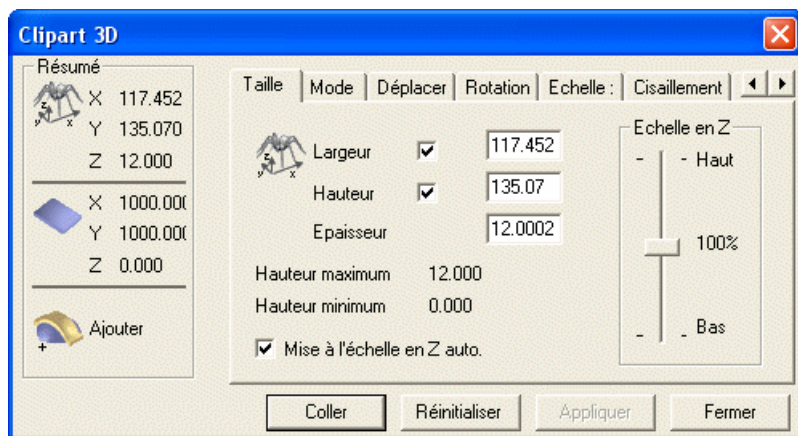 Clipart 3D
Résumé
X 117.452
Y 135.070
Z 12.000
X 1000.00(
Y 1000.00(
Z 0.000
Ajouter
Taille Mode Déplacer Rotation Echelle : Cisaillement
Largeur 117.452
Hauteur 135.07
Epaisseur 12.0002
Hauteur maximum 12.000
Hauteur minimum 0.000
Mise à l'échelle en Z auto.
Echelle en Z
Haut
100%
Bas
Coller Réinitialiser Appliquer Fermer